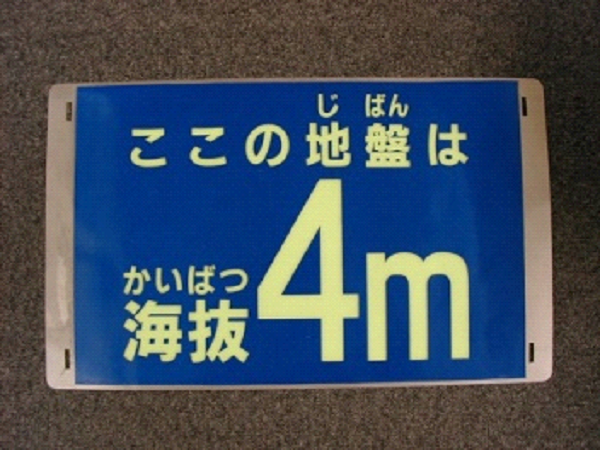 じ ばん
ここの地盤は
かいばつ
海抜4m